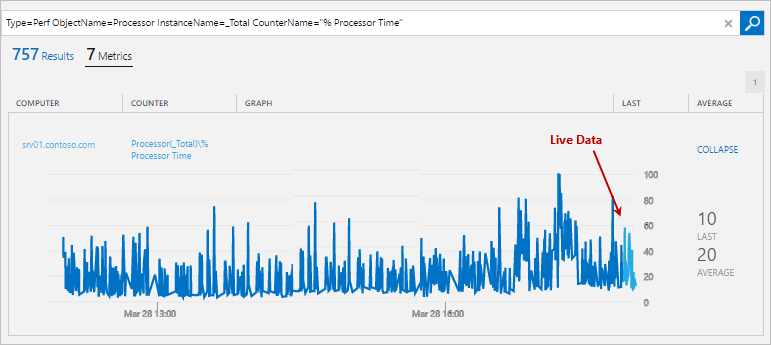 Type=Perf ObjectName=Processor InstanceName=_Total CounterName="% Processor Time"
757 Results 7 Metrics
1
COMPUTER COUNTER GRAPH LAST AVERAGE
Live Data
srv01.contoso.com Processor(_Total)\% COLLAPSE
Processor Time
100
80
60
40
20
0
10
LAST
20
AVERAGE
Mar 28 13:00 Mar 28 15:00